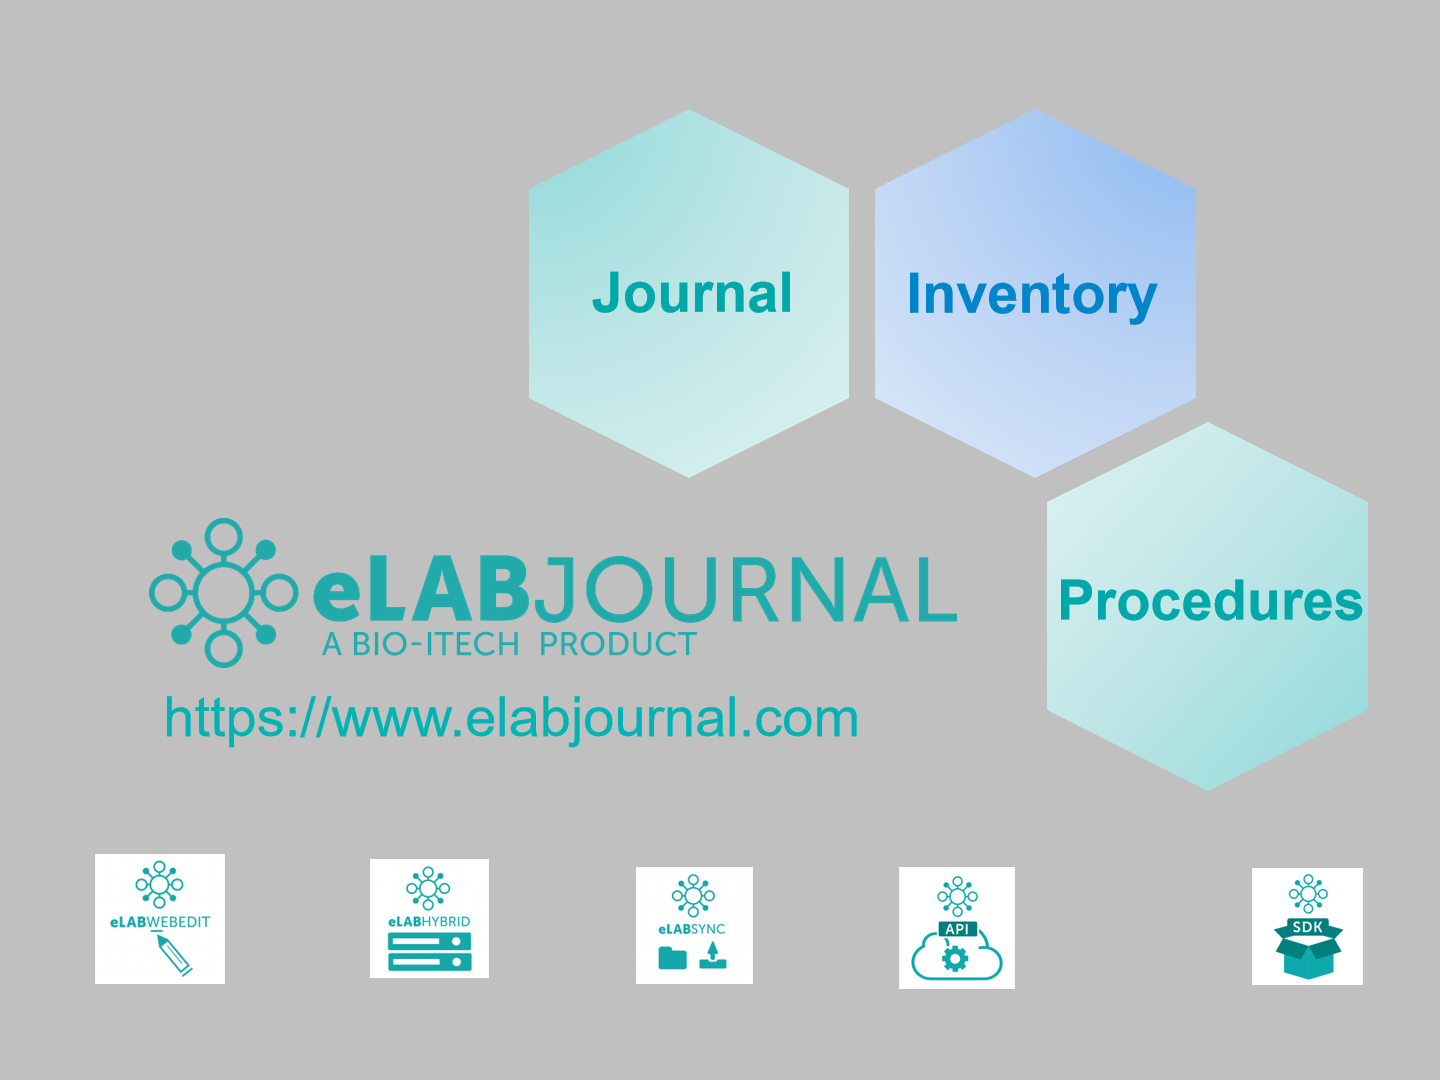 Journal
Inventory
Procedures
eLABJOURNAL
A BIO-ITECH PRODUCT
https://www.elabjournal.com
eLABWEBEDIT
eLABHYBRID
eLABSYNC
API
SDK